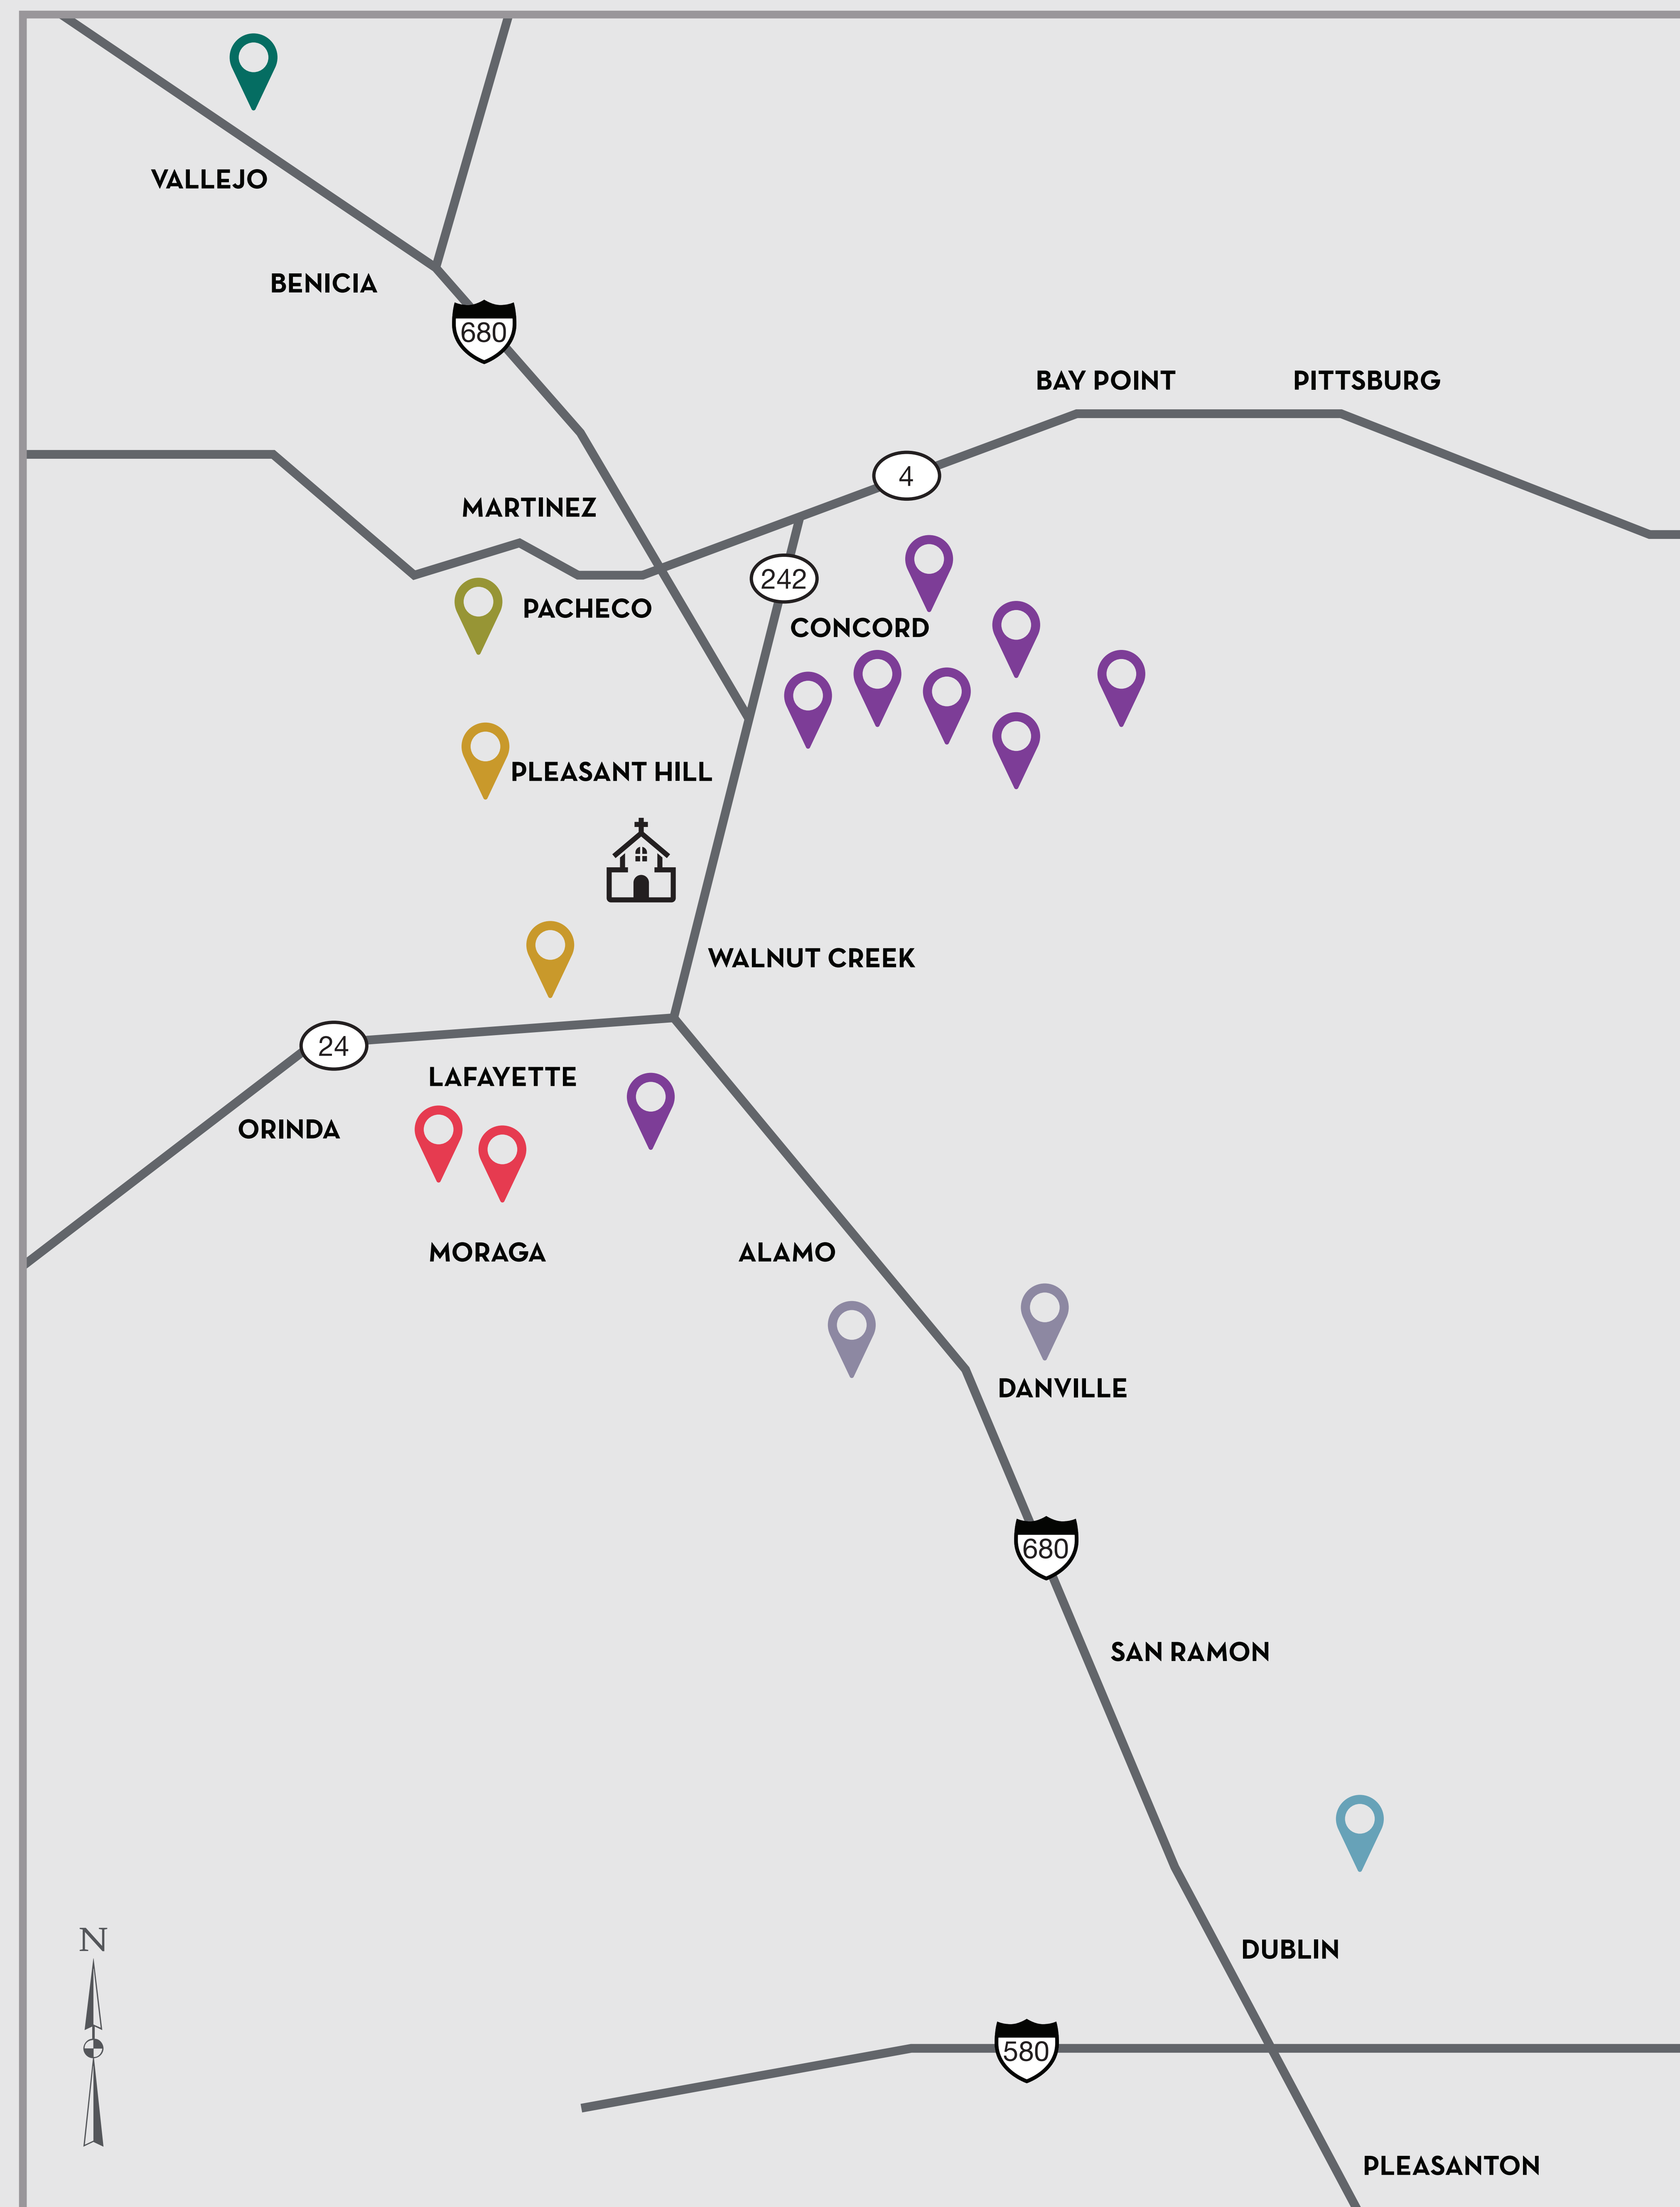 VALLEJO
BENICIA
680
BAY POINT
PITTSBURG
4
MARTINEZ
242
PACHECO
CONCORD
PLEASANT HILL
WALNUT CREEK
24
LAFAYETTE
ORINDA
MORAGA
ALAMO
DANVILLE
680
SAN RAMON
N
DUBLIN
580
PLEASANTON